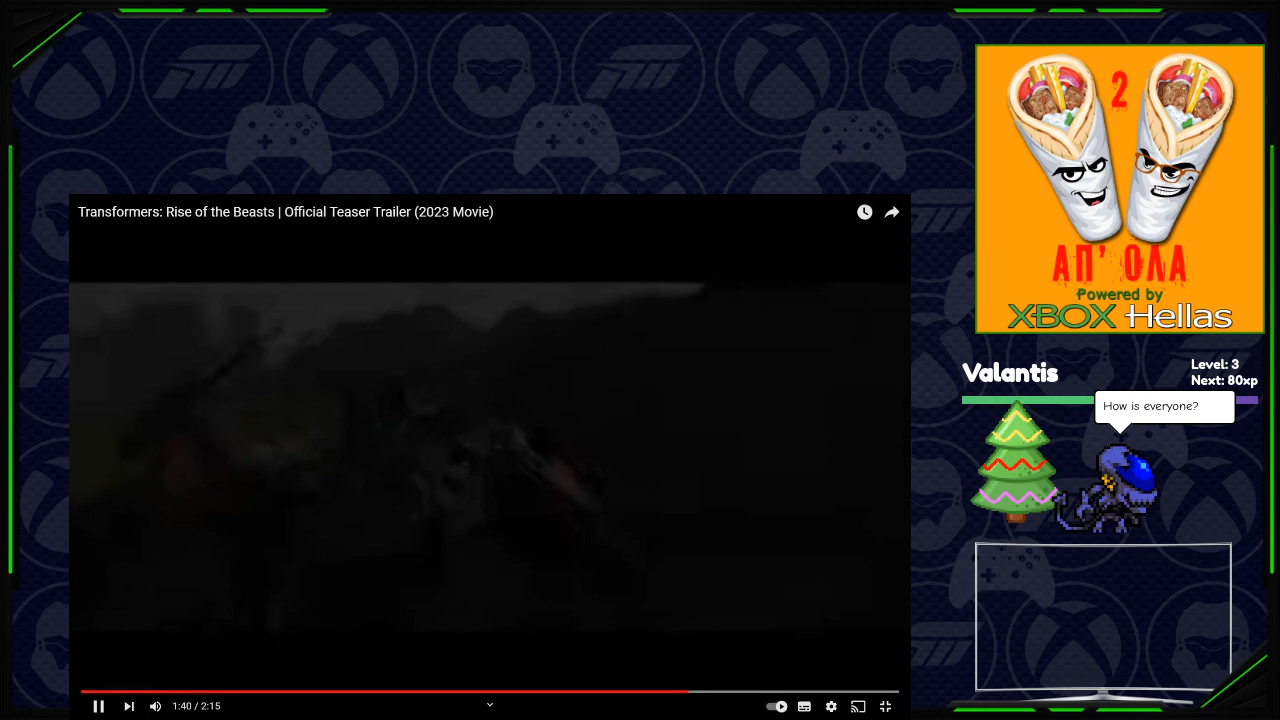 Transformers: Rise of the Beasts | Official Teaser Trailer (2023 Movie)
2
ΑΠ' ΟΛΑ
Powered by
XBOX Hellas
Valantis
Level: 3
Next: 80xp
How is everyone?
1:40 / 2:15